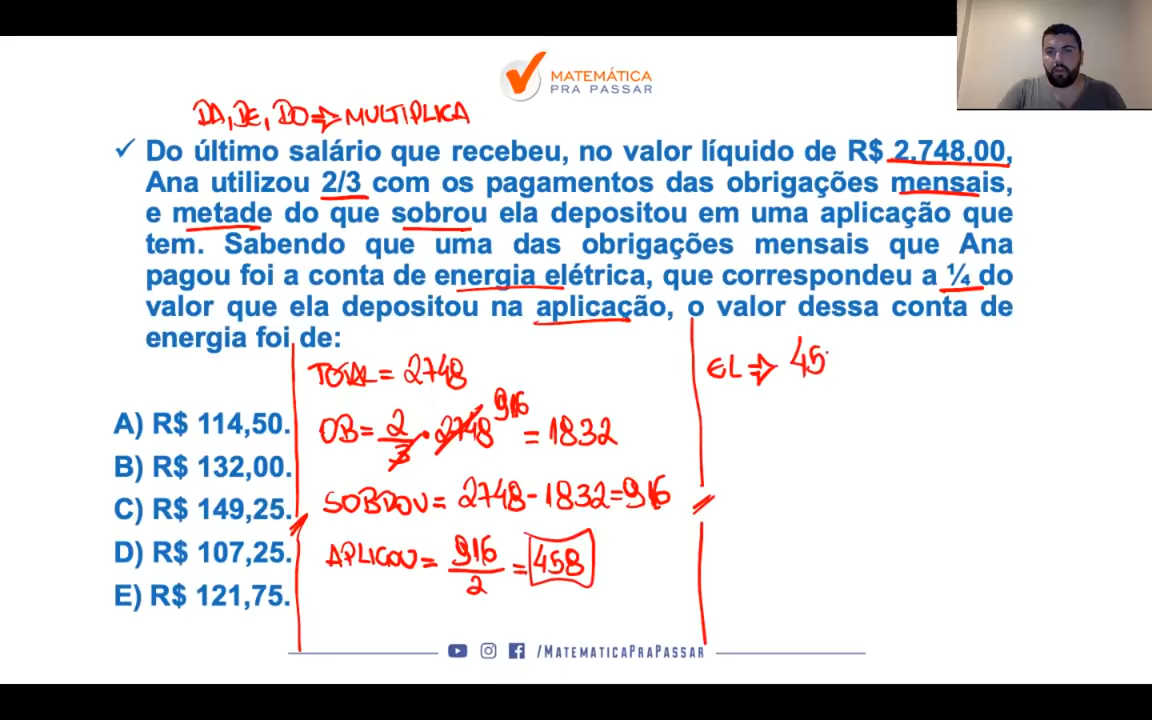 MATEMÁTICA
PRA PASSAR
DA, DE, DO => MULTIPLICA
✓ Do último salário que recebeu, no valor líquido de R$ 2.748,00,
Ana utilizou 2/3 com os pagamentos das obrigações mensais,
e metade do que sobrou ela depositou em uma aplicação que
tem. Sabendo que uma das obrigações mensais que Ana
pagou foi a conta de energia elétrica, que correspondeu a ¼ do
valor que ela depositou na aplicação, o valor dessa conta de
energia foi de:
A) R$ 114,50.
B) R$ 132,00.
C) R$ 149,25.
D) R$ 107,25.
E) R$ 121,75.
TOTAL = 2748
OB = 2/3 · 2748 916 = 1832
SOBROU = 2748 - 1832 = 916
APLICOU = 916/2 = 458
EL => 45
/MATEMATICAPRAPASSAR